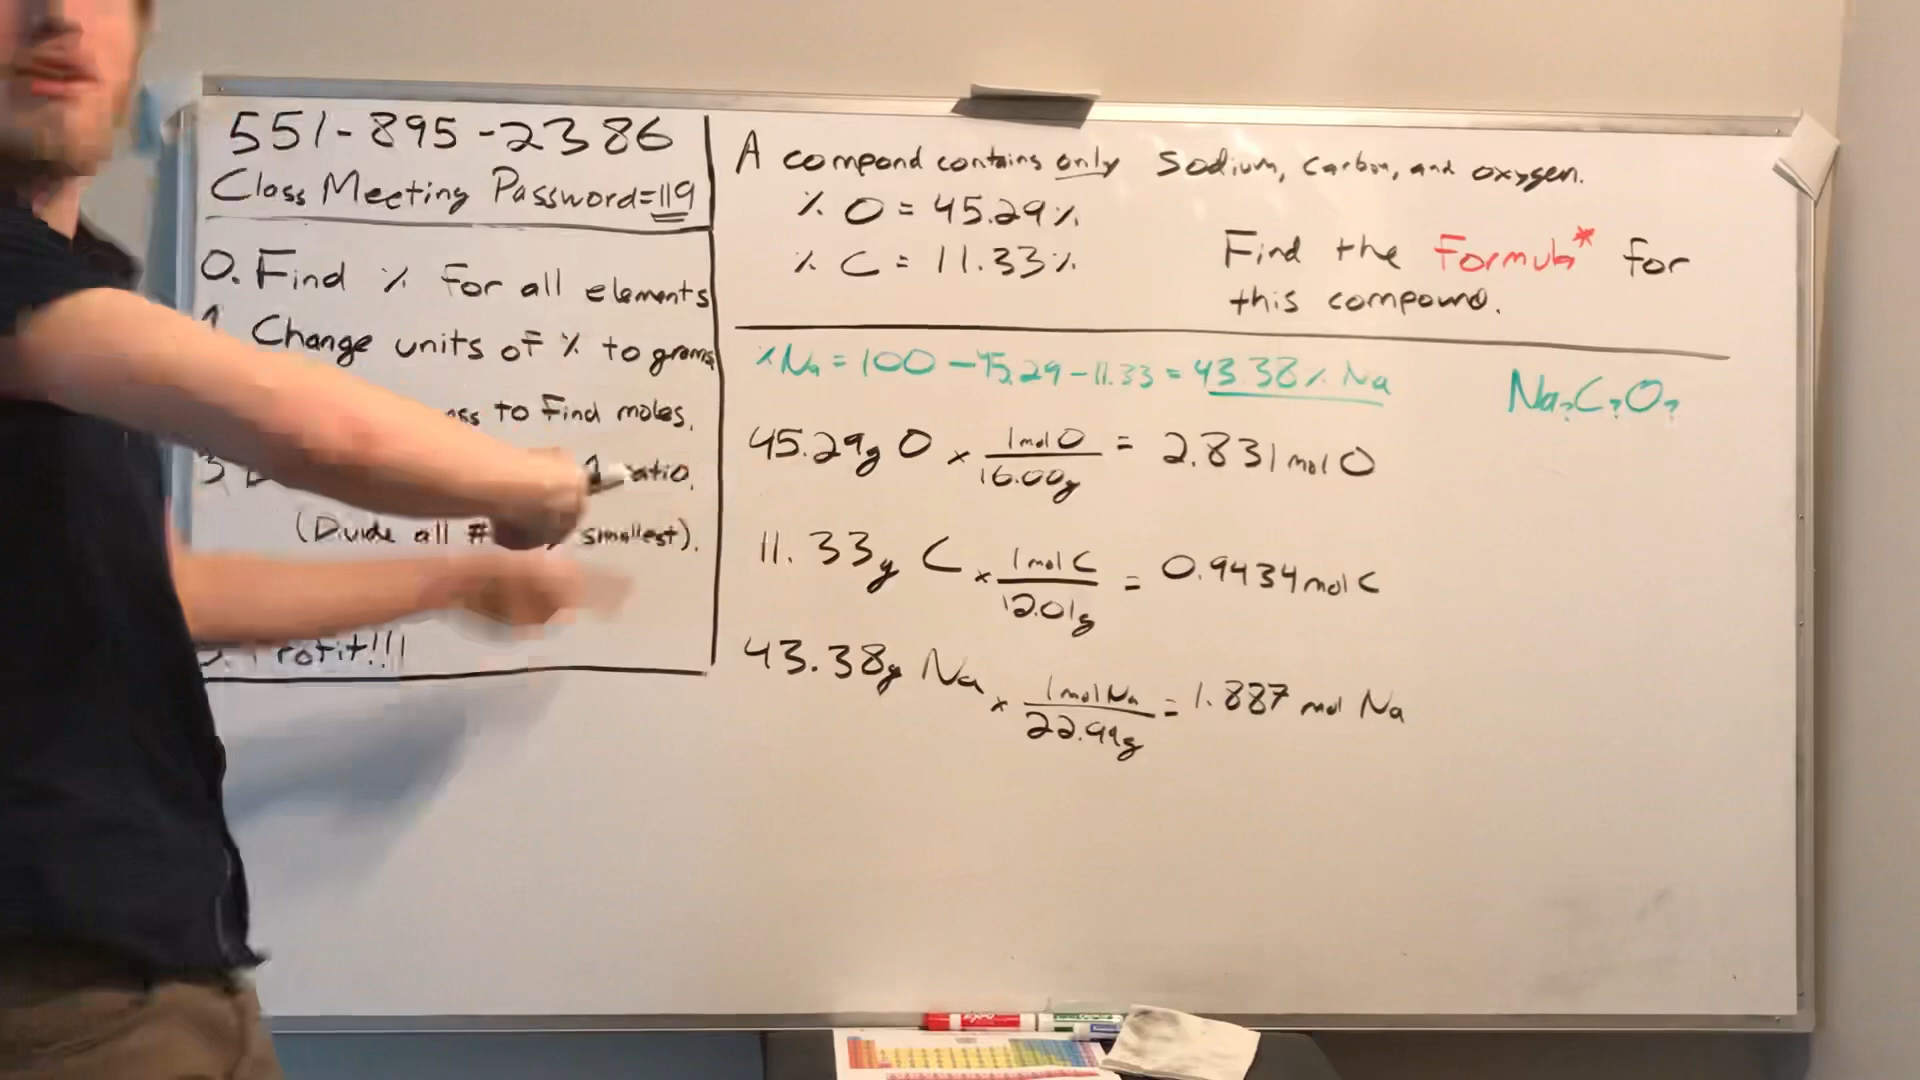 551-895-2386
Class Meeting Password=119
0. Find % for all elements
Change units of % to grams
to find moles.
3
ratio.
(Divide all # smallest).
rofit!!!
A compond contains only sodium, carbon, and oxygen.
% O = 45.29%
% C = 11.33%
Find the Formula* for
this compound.
%Na = 100 - 45.29 - 11.33 = 43.38% Na
Na?C?O?
45.29g O x 1mol O / 16.00g = 2.831 mol O
11.33g C x 1mol C / 12.01g = 0.9434 mol C
43.38g Na x 1mol Na / 22.99g = 1.887 mol Na